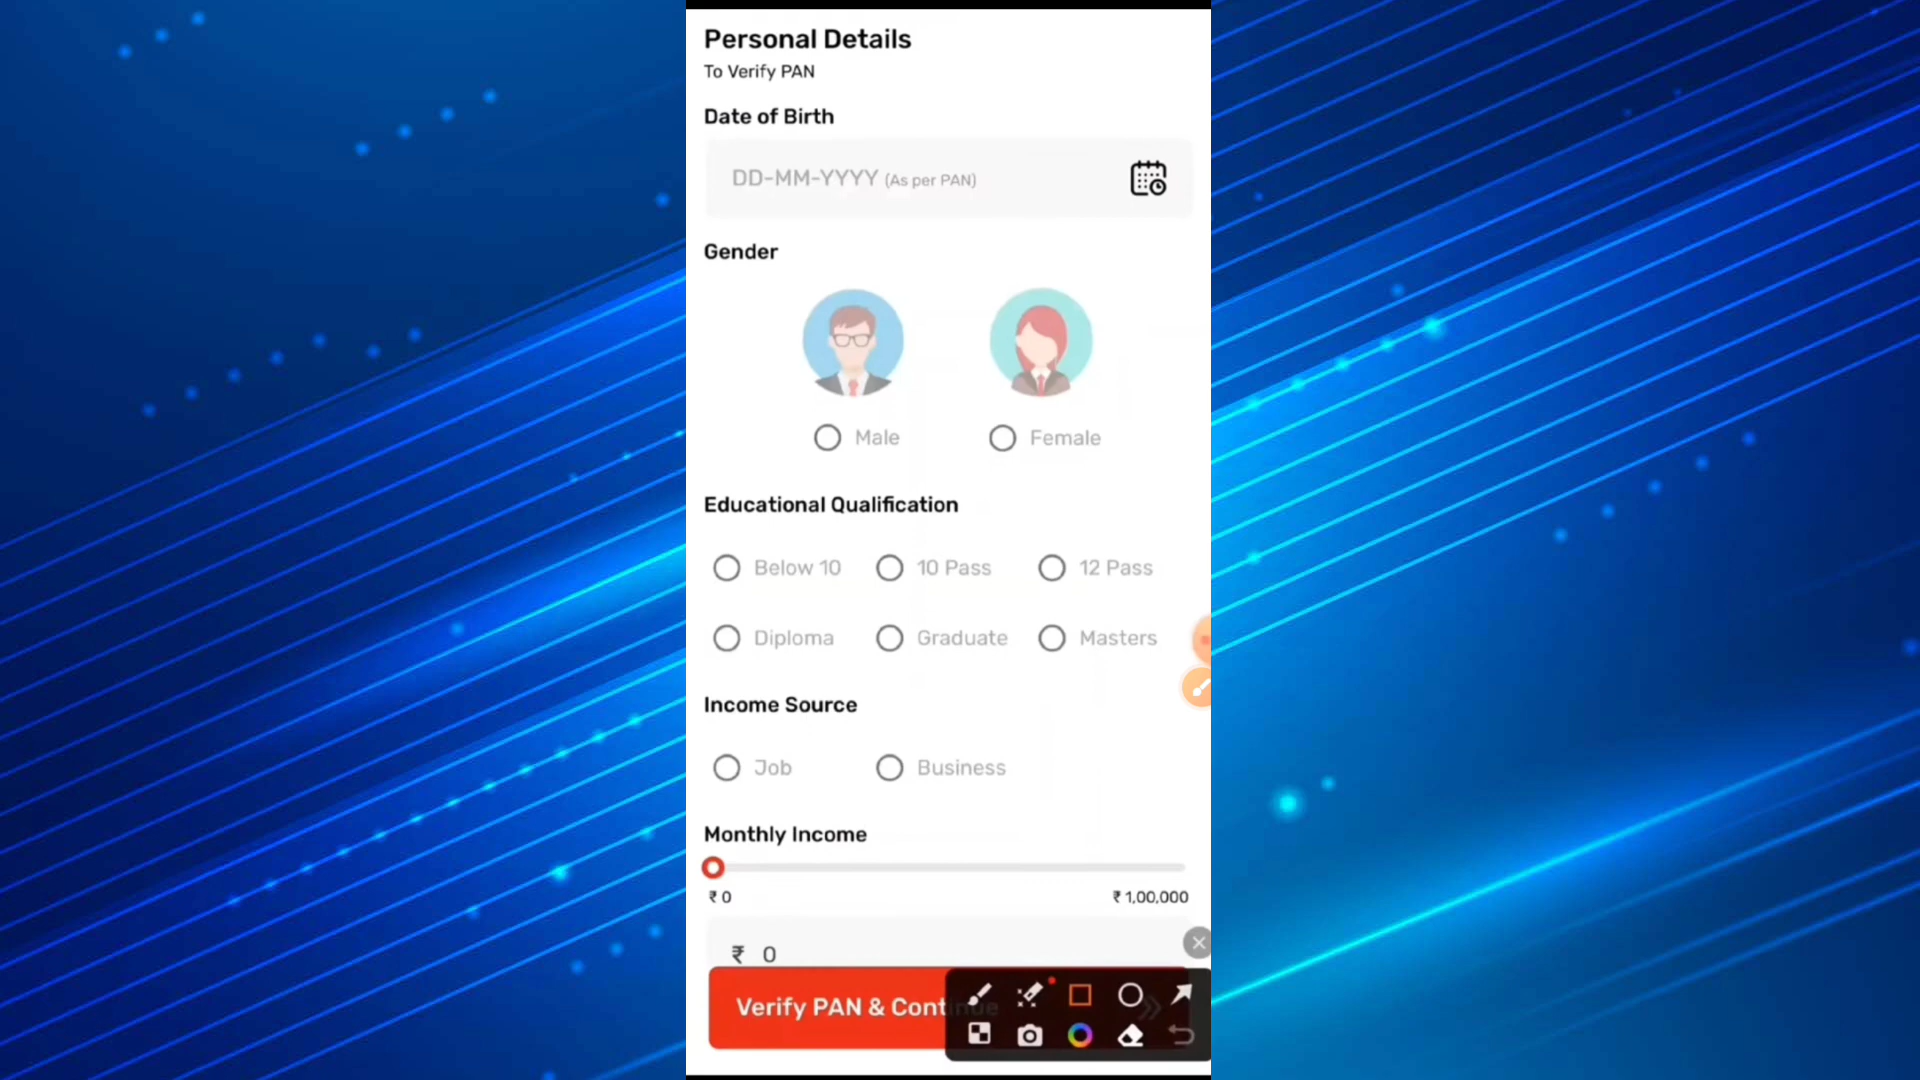 Personal Details
To Verify PAN
Date of Birth
DD-MM-YYYY (As per PAN)
Gender
Male Female
Educational Qualification
Below 10 10 Pass 12 Pass
Diploma Graduate Masters
Income Source
Job Business
Monthly Income
₹ 0 ₹ 1,00,000
₹ 0
Verify PAN & Continue